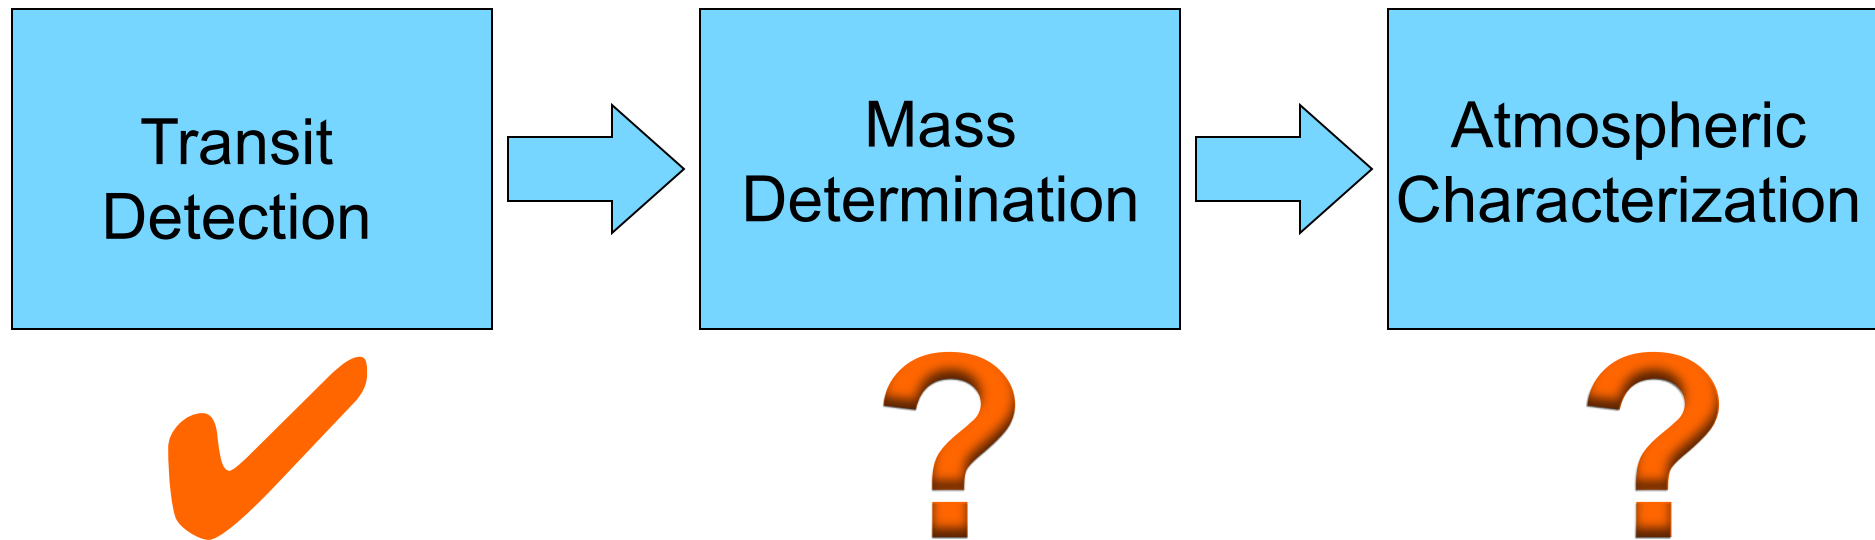 Transit
Detection
Mass
Determination
Atmospheric
Characterization
?
?